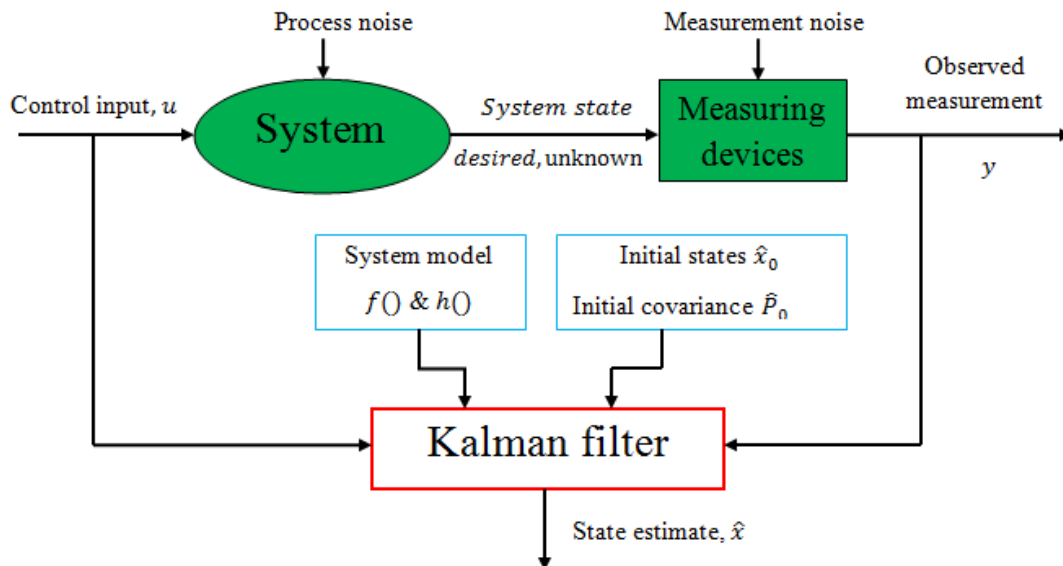 Process noise
Measurement noise
Control input, u
System
System state
desired, unknown
Measuring
devices
Observed
measurement
y
System model
f() & h()
Initial states x̂₀
Initial covariance P̂₀
Kalman filter
State estimate, x̂